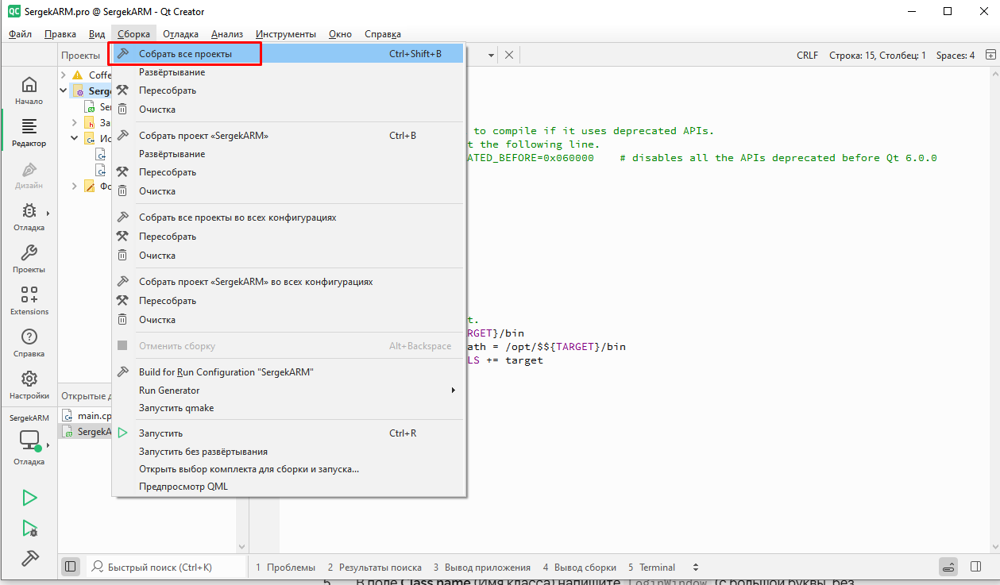 QC SergekARM.pro @ SergekARM - Qt Creator
Файл Правка Вид Сборка Отладка Анализ Инструменты Окно Справка
Проекты
CRLF Строка: 15, Столбец: 1 Spaces: 4
Собрать все проекты Ctrl+Shift+B
Развёртывание
Пересобрать
Очистка
Собрать проект «SergekARM» Ctrl+B
Развёртывание
Пересобрать
Очистка
Собрать все проекты во всех конфигурациях
Пересобрать
Очистка
Собрать проект «SergekARM» во всех конфигурациях
Пересобрать
Очистка
Отменить сборку Alt+Backspace
Build for Run Configuration "SergekARM"
Run Generator
Запустить qmake
Запустить Ctrl+R
Запустить без развёртывания
Открыть выбор комплекта для сборки и запуска...
Предпросмотр QML
Начало
Редактор
Дизайн
Отладка
Проекты
Extensions
Справка
Настройки
SergekARM
Отладка
Coffe
Serg
Ser
За
Ис
Фо
Открытые д
main.cp
SergekA
to compile if it uses deprecated APIs.
t the following line.
ATED_BEFORE=0x060000 # disables all the APIs deprecated before Qt 6.0.0
t.
RGET}/bin
ath = /opt/$${TARGET}/bin
LS += target
Быстрый поиск (Ctrl+K) 1 Проблемы 2 Результаты поиска 3 Вывод приложения 4 Вывод сборки 5 Terminal
5. В поле Class name (Имя класса) напишите LoginWindow (с большой буквы, без